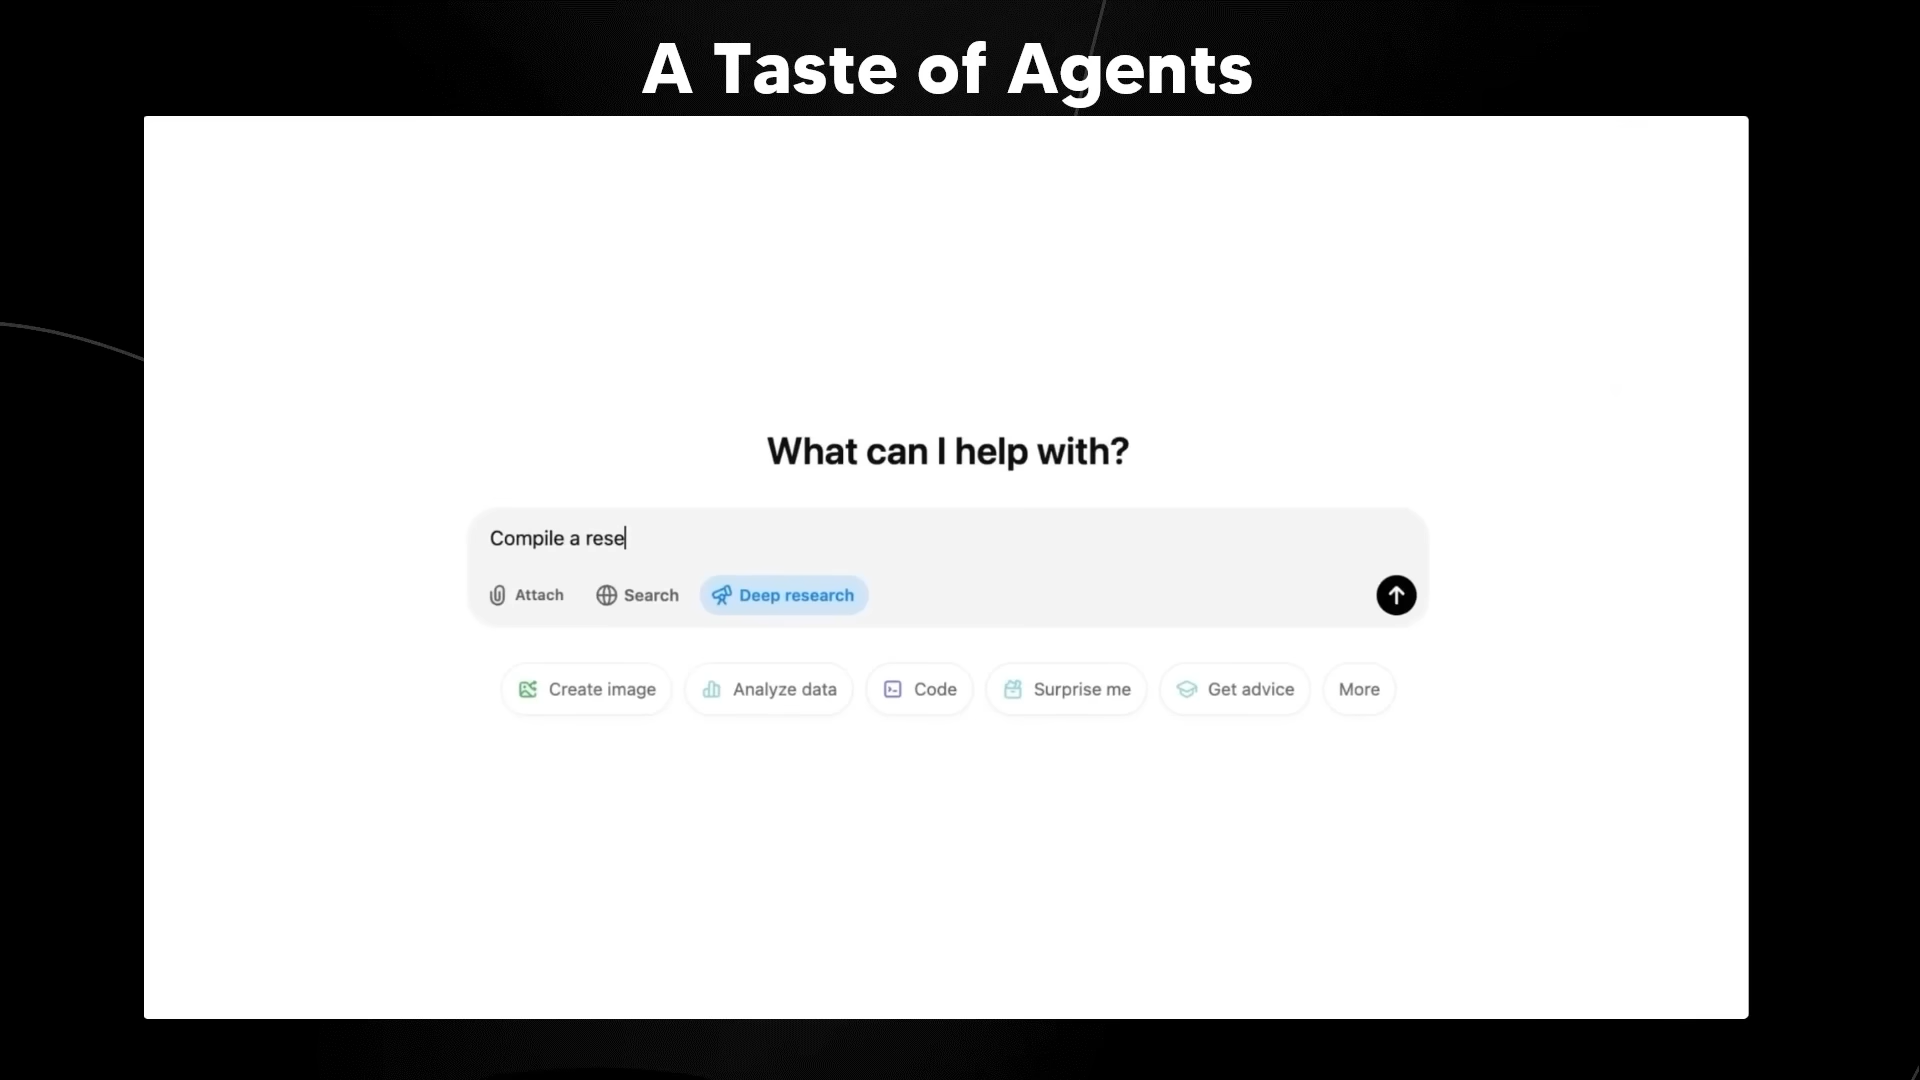 A Taste of Agents
What can I help with?
Compile a rese
Attach Search Deep research
Create image Analyze data Code Surprise me Get advice More